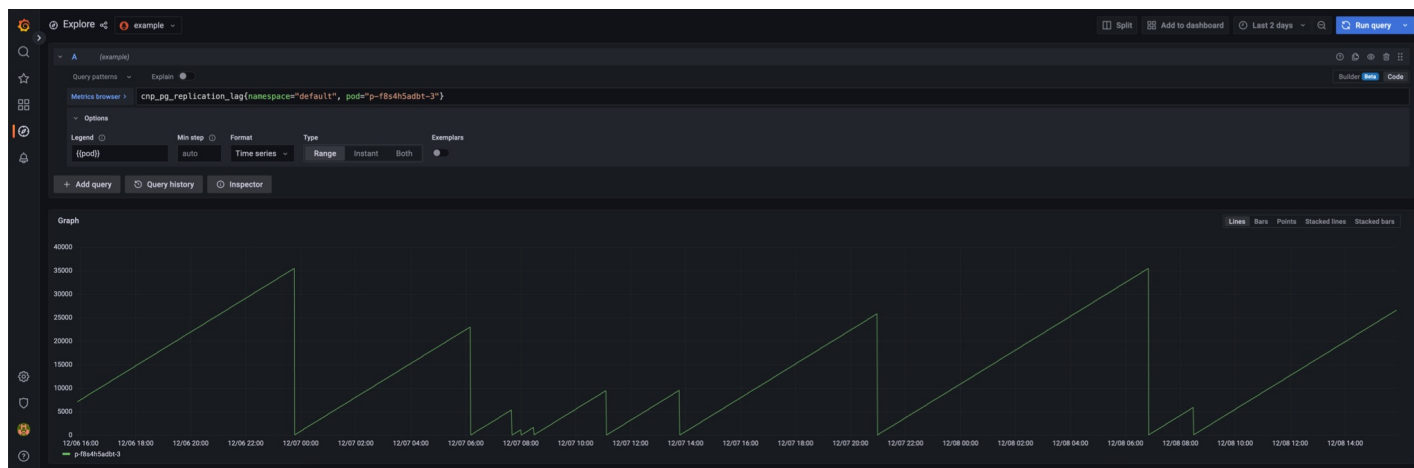 Explore example Split Add to dashboard Last 2 days Run query
A (example)
Query patterns Explain Builder Beta Code
Metrics browser > cnp_pg_replication_lag{namespace="default", pod="p-f8s4h5adbt-3"}
Options
Legend Min step Format Type Exemplars
{{pod}} auto Time series Range Instant Both
+ Add query Query history Inspector
Graph Lines Bars Points Stacked lines Stacked bars
40000
35000
30000
25000
20000
15000
10000
5000
0
12/06 16:00 12/06 18:00 12/06 20:00 12/06 22:00 12/07 00:00 12/07 02:00 12/07 04:00 12/07 06:00 12/07 08:00 12/07 10:00 12/07 12:00 12/07 14:00 12/07 16:00 12/07 18:00 12/07 20:00 12/07 22:00 12/08 00:00 12/08 02:00 12/08 04:00 12/08 06:00 12/08 08:00 12/08 10:00 12/08 12:00 12/08 14:00
p-f8s4h5adbt-3